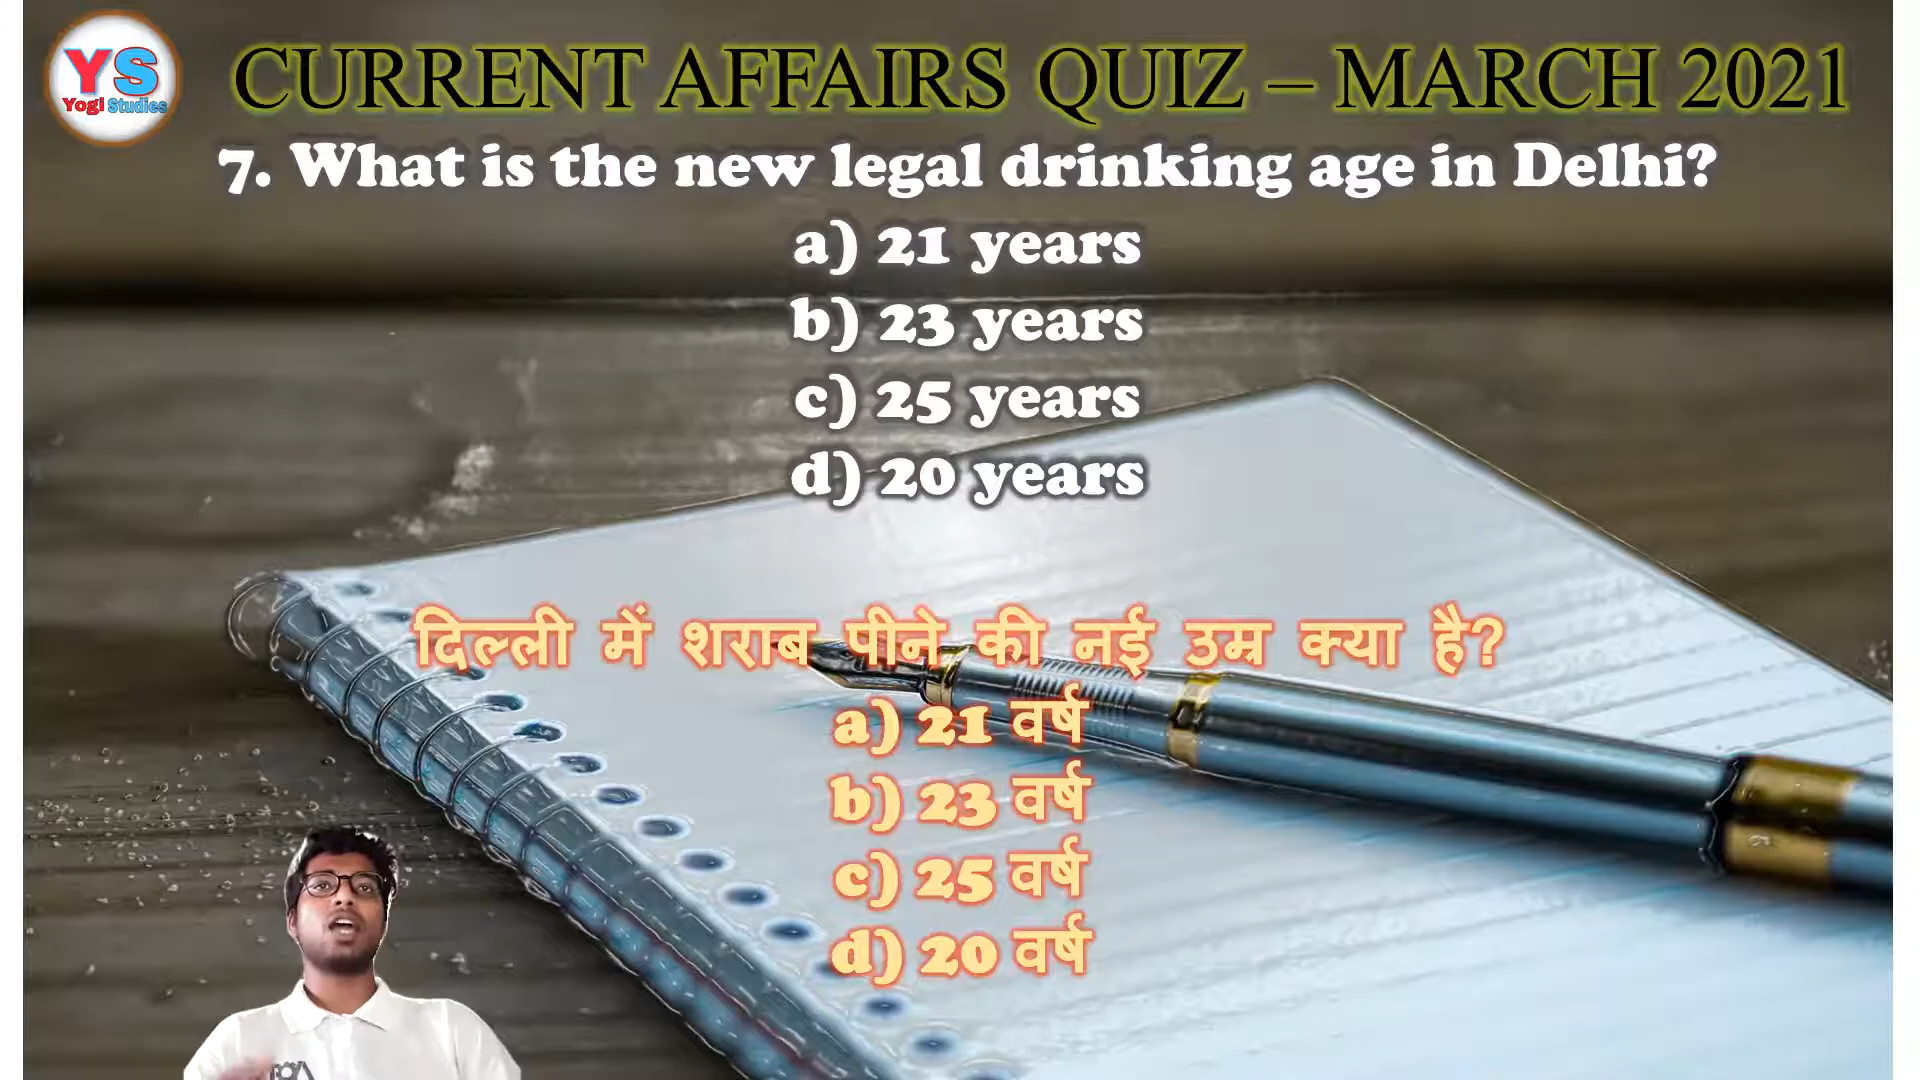 YS
Yogi Studies
CURRENT AFFAIRS QUIZ – MARCH 2021
7. What is the new legal drinking age in Delhi?
a) 21 years
b) 23 years
c) 25 years
d) 20 years
दिल्ली में शराब पीने की नई उम्र क्या है?
a) 21 वर्ष
b) 23 वर्ष
c) 25 वर्ष
d) 20 वर्ष